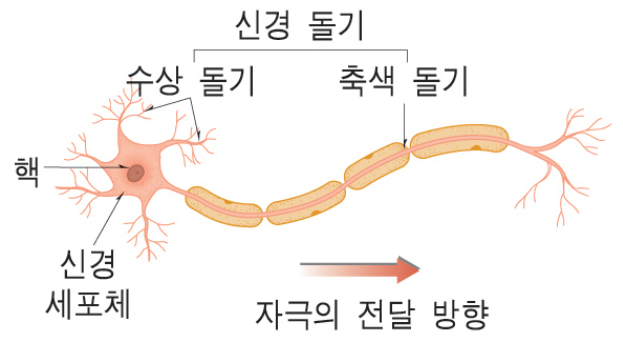 신경 돌기
수상 돌기
축색 돌기
핵
신경
세포체
자극의 전달 방향